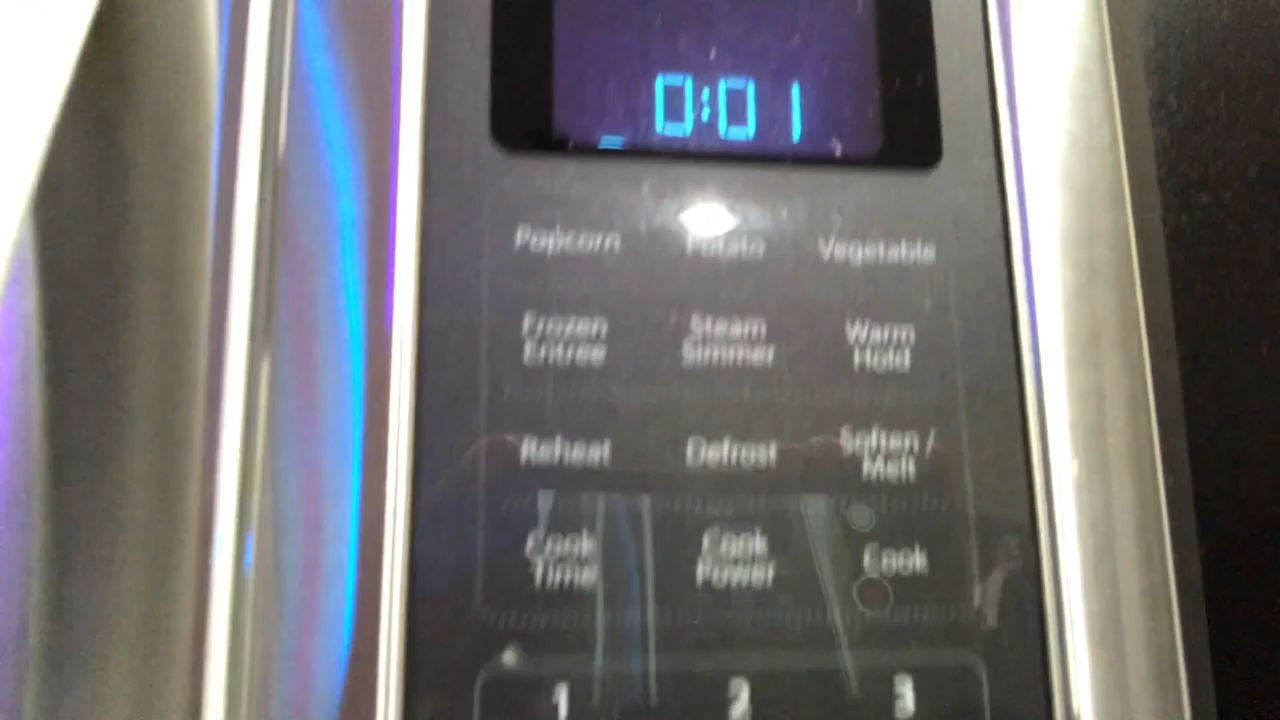 0:01
Popcorn Potato Vegetable
Frozen Entree
Steam Simmer
Warm Hold
Reheat Defrost Soften / Melt
Cook Time
Cook Power
Cook
1 2 3